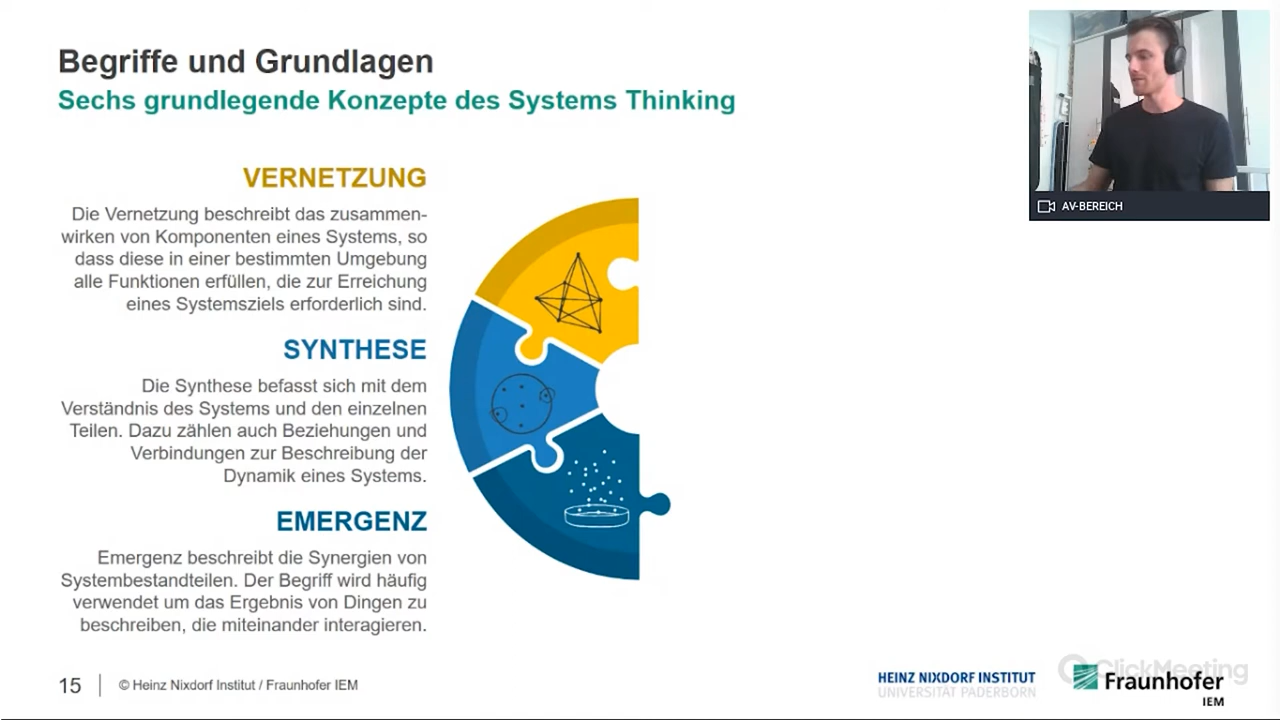 Begriffe und Grundlagen
Sechs grundlegende Konzepte des Systems Thinking
VERNETZUNG
Die Vernetzung beschreibt das zusammen-
wirken von Komponenten eines Systems, so
dass diese in einer bestimmten Umgebung
alle Funktionen erfüllen, die zur Erreichung
eines Systemsziels erforderlich sind.
SYNTHESE
Die Synthese befasst sich mit dem
Verständnis des Systems und den einzelnen
Teilen. Dazu zählen auch Beziehungen und
Verbindungen zur Beschreibung der
Dynamik eines Systems.
EMERGENZ
Emergenz beschreibt die Synergien von
Systembestandteilen. Der Begriff wird häufig
verwendet um das Ergebnis von Dingen zu
beschreiben, die miteinander interagieren.
AV-BEREICH
15
© Heinz Nixdorf Institut / Fraunhofer IEM
HEINZ NIXDORF INSTITUT
UNIVERSITÄT PADERBORN
ClickMeeting
Fraunhofer
IEM